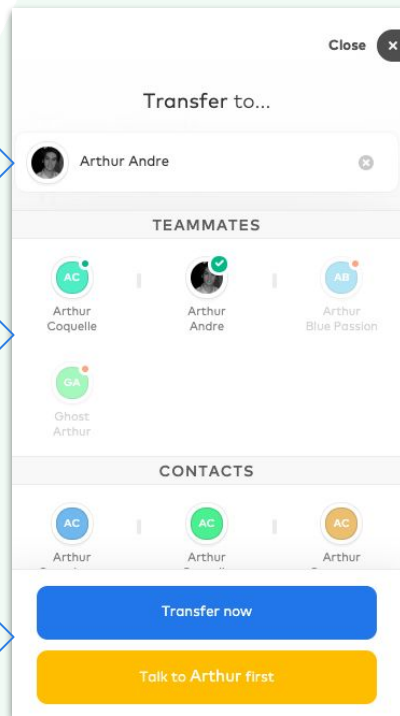 Close
Transfer to...
Arthur Andre
TEAMMATES
AC
AB
Arthur
Coquelle
Arthur
Andre
Arthur
Blue Passion
GA
Ghost
Arthur
CONTACTS
AC
AC
AC
Arthur
Arthur
Arthur
Transfer now
Talk to Arthur first